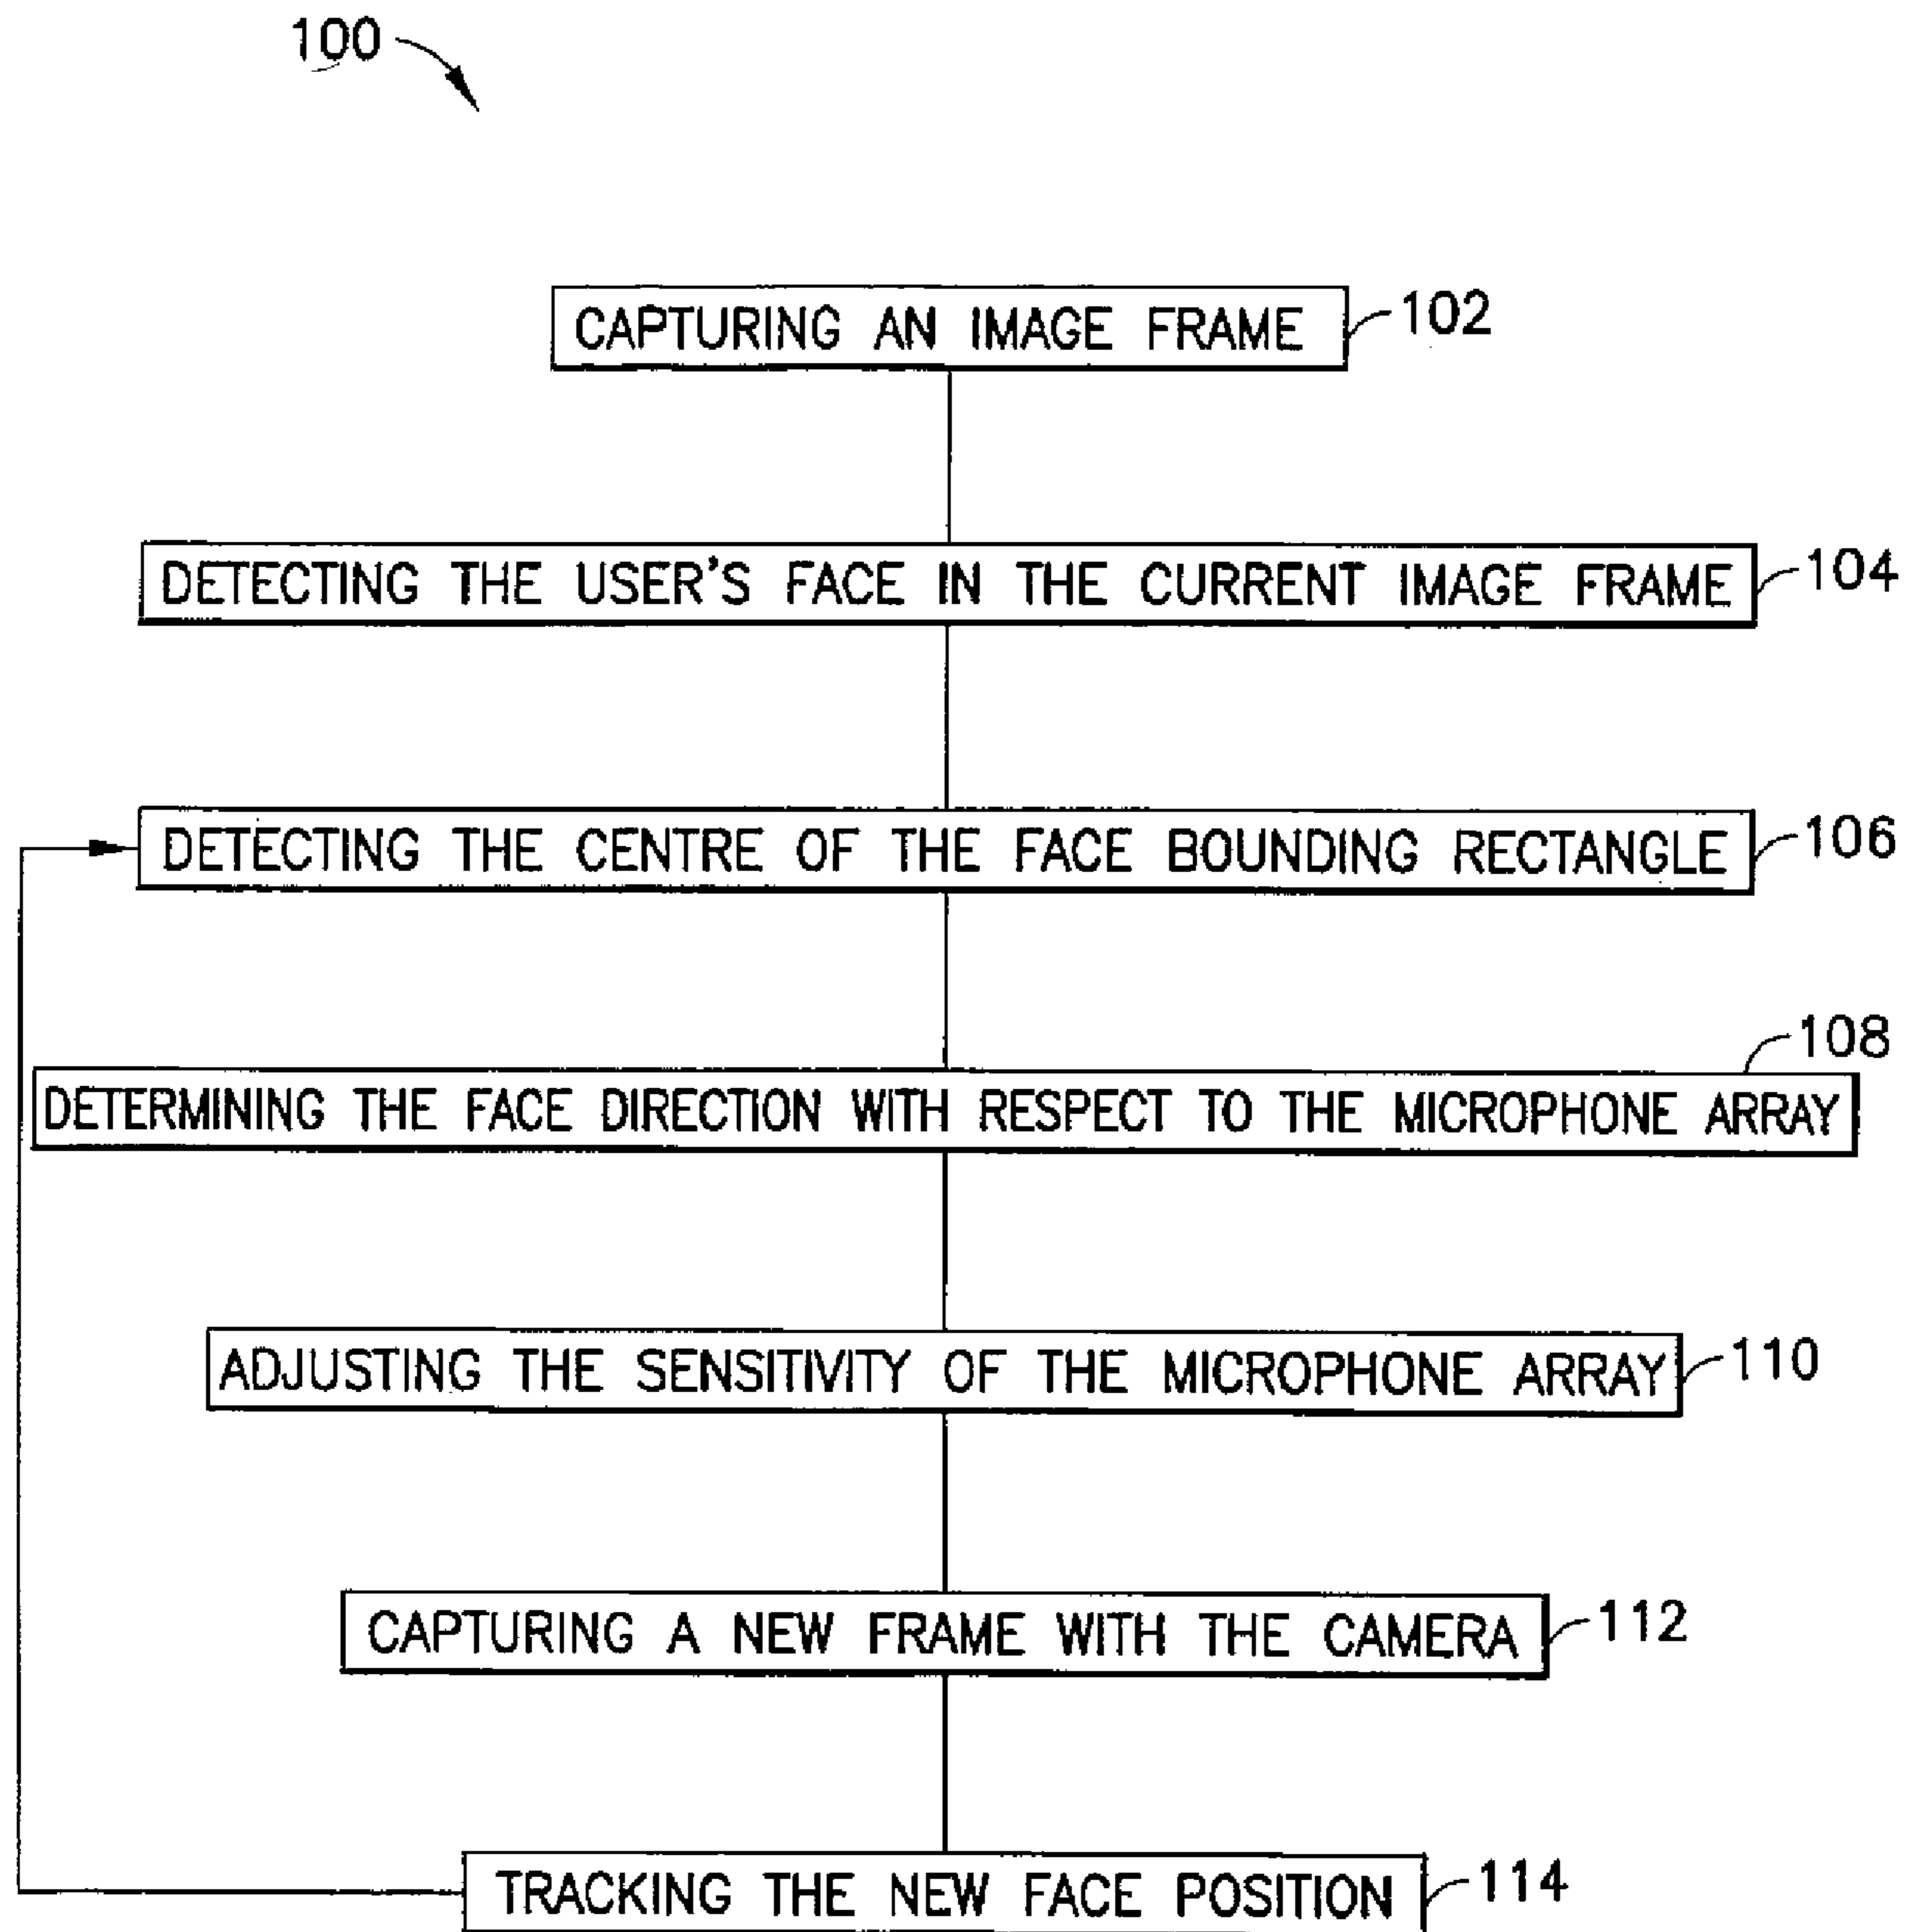 100
CAPTURING AN IMAGE FRAME 102
DETECTING THE USER'S FACE IN THE CURRENT IMAGE FRAME 104
DETECTING THE CENTRE OF THE FACE BOUNDING RECTANGLE 106
108
DETERMINING THE FACE DIRECTION WITH RESPECT TO THE MICROPHONE ARRAY
ADJUSTING THE SENSITIVITY OF THE MICROPHONE ARRAY 110
CAPTURING A NEW FRAME WITH THE CAMERA 112
TRACKING THE NEW FACE POSITION 114